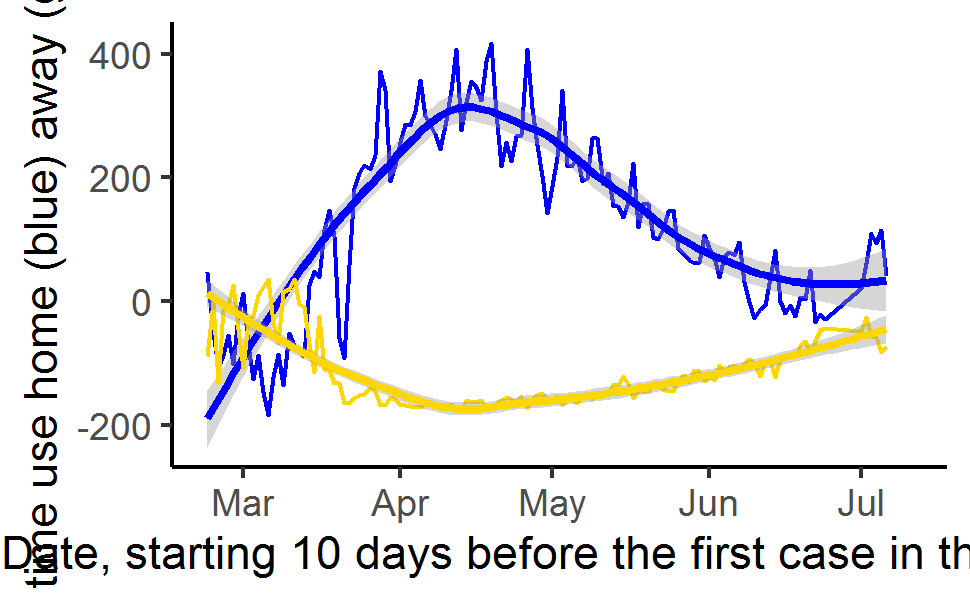 time use home (blue) away (
400
200
0
-200
Mar Apr May Jun Jul
Date, starting 10 days before the first case in th